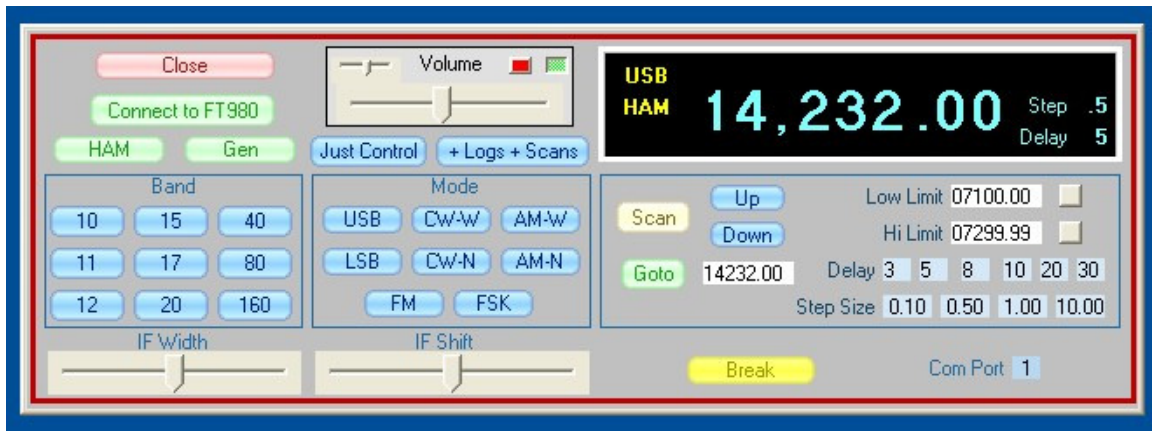 Close
Connect to FT980
HAM Gen
Volume
Just Control + Logs + Scans
USB
HAM
14,232.00
Step .5
Delay 5
Band
10 15 40
11 17 80
12 20 160
Mode
USB CW-W AM-W
LSB CW-N AM-N
FM FSK
Scan
Up
Down
Goto 14232.00
Low Limit 07100.00
Hi Limit 07299.99
Delay 3 5 8 10 20 30
Step Size 0.10 0.50 1.00 10.00
IF Width
IF Shift
Break
Com Port 1